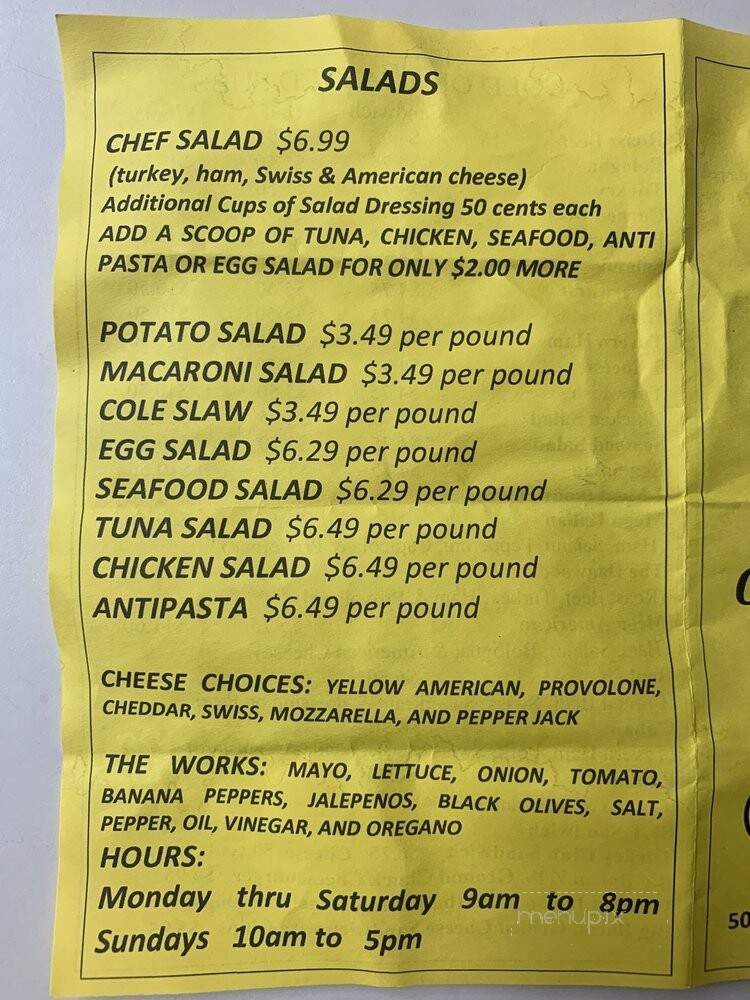 SALADS
CHEF SALAD $6.99
(turkey, ham, Swiss & American cheese)
Additional Cups of Salad Dressing 50 cents each
ADD A SCOOP OF TUNA, CHICKEN, SEAFOOD, ANTI
PASTA OR EGG SALAD FOR ONLY $2.00 MORE
POTATO SALAD $3.49 per pound
MACARONI SALAD $3.49 per pound
COLE SLAW $3.49 per pound
EGG SALAD $6.29 per pound
SEAFOOD SALAD $6.29 per pound
TUNA SALAD $6.49 per pound
CHICKEN SALAD $6.49 per pound
ANTIPASTA $6.49 per pound
CHEESE CHOICES: YELLOW AMERICAN, PROVOLONE,
CHEDDAR, SWISS, MOZZARELLA, AND PEPPER JACK
THE WORKS: MAYO, LETTUCE, ONION, TOMATO,
BANANA PEPPERS, JALEPENOS, BLACK OLIVES, SALT,
PEPPER, OIL, VINEGAR, AND OREGANO
HOURS:
Monday thru Saturday 9am to 8pm
Sundays 10am to 5pm
menupix
50